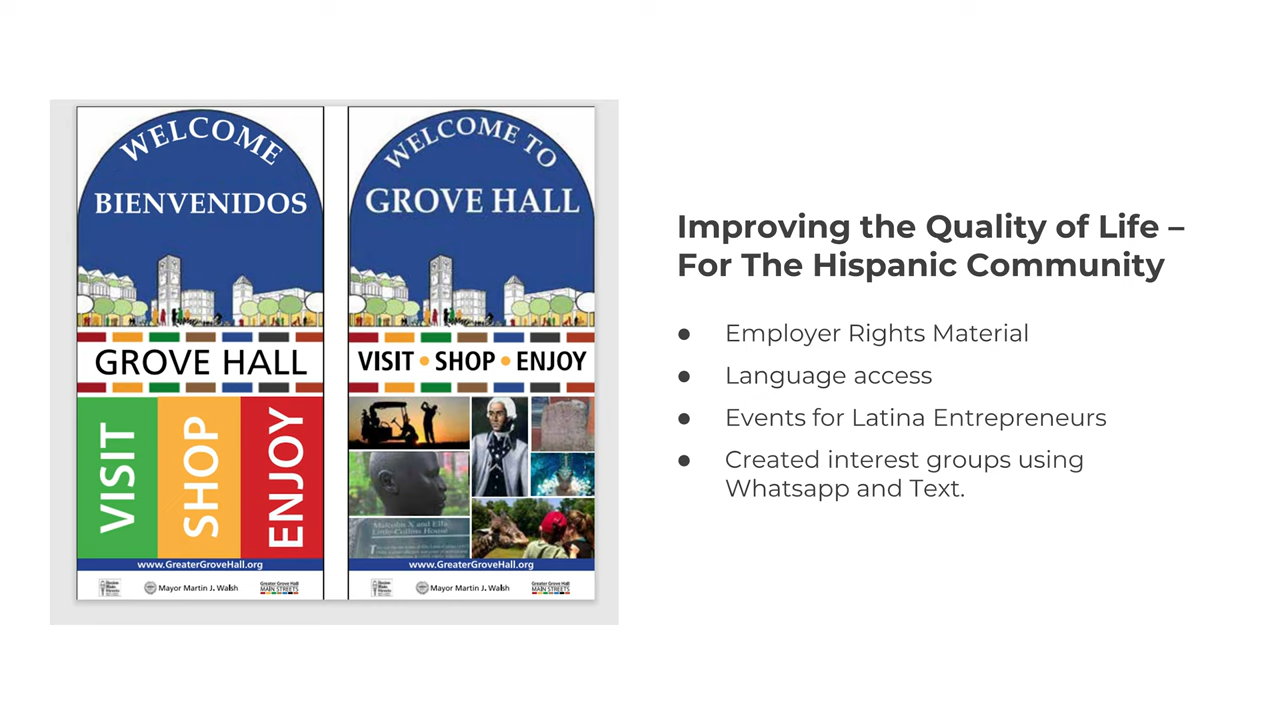 WELCOME
BIENVENIDOS
GROVE HALL
VISIT
SHOP
ENJOY
www.GreaterGroveHall.org
Mayor Martin J. Walsh
Greater Grove Hall
MAIN STREETS
WELCOME TO
GROVE HALL
VISIT • SHOP • ENJOY
Malcolm X and Ella
Little-Collins House
www.GreaterGroveHall.org
Mayor Martin J. Walsh
Greater Grove Hall
MAIN STREETS
Improving the Quality of Life –
For The Hispanic Community
● Employer Rights Material
● Language access
● Events for Latina Entrepreneurs
● Created interest groups using
Whatsapp and Text.